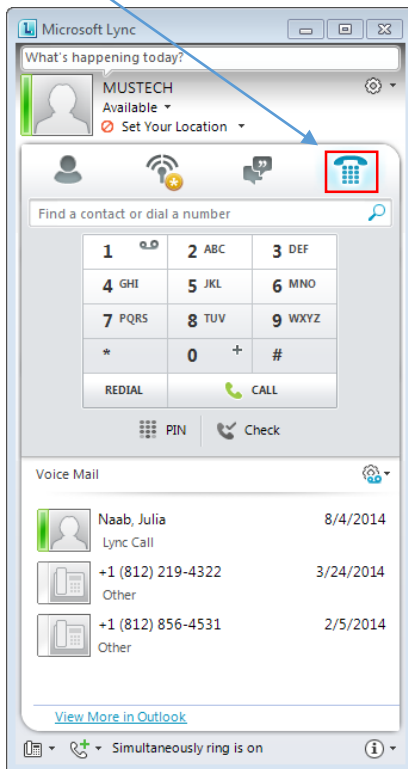 Microsoft Lync
What's happening today?
MUSTECH
Available
Set Your Location
Find a contact or dial a number
1 2 ABC 3 DEF
4 GHI 5 JKL 6 MNO
7 PQRS 8 TUV 9 WXYZ
* 0 + #
REDIAL CALL
PIN Check
Voice Mail
Naab, Julia 8/4/2014
Lync Call
+1 (812) 219-4322 3/24/2014
Other
+1 (812) 856-4531 2/5/2014
Other
View More in Outlook
Simultaneously ring is on